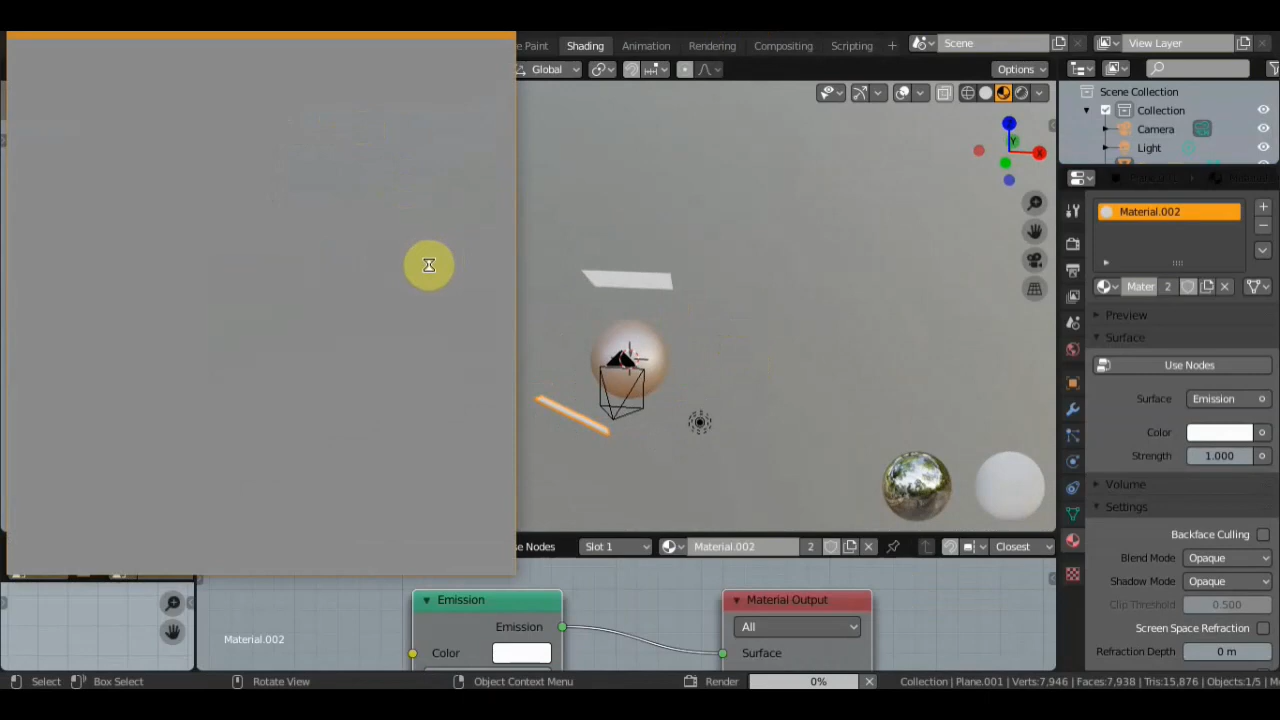 e Paint Shading Animation Rendering Compositing Scripting + Scene View Layer
Global Options
Scene Collection
Collection
Camera
Light
Z
Y
X
Material.002
Mater 2
Preview
Surface
Use Nodes
Surface Emission
Color
Strength 1.000
Volume
Settings
Backface Culling
Blend Mode Opaque
Shadow Mode Opaque
Clip Threshold 0.500
Screen Space Refraction
Refraction Depth 0 m
se Nodes Slot 1 Material.002 2 Closest
Emission
Emission
Color
Material Output
All
Surface
Material.002
Select Box Select Rotate View Object Context Menu Render 0% Collection | Plane.001 | Verts:7,946 | Faces:7,938 | Tris:15,876 | Objects:1/5 | M